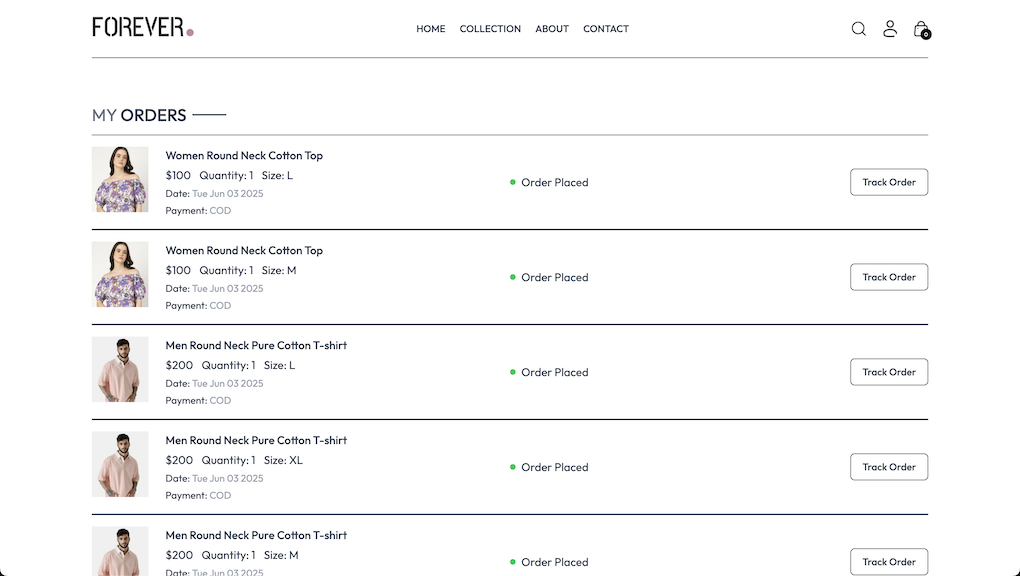 FOREVER.
HOME COLLECTION ABOUT CONTACT
0
MY ORDERS
Women Round Neck Cotton Top
$100 Quantity: 1 Size: L
Date: Tue Jun 03 2025
Payment: COD
Order Placed
Track Order
Women Round Neck Cotton Top
$100 Quantity: 1 Size: M
Date: Tue Jun 03 2025
Payment: COD
Order Placed
Track Order
Men Round Neck Pure Cotton T-shirt
$200 Quantity: 1 Size: L
Date: Tue Jun 03 2025
Payment: COD
Order Placed
Track Order
Men Round Neck Pure Cotton T-shirt
$200 Quantity: 1 Size: XL
Date: Tue Jun 03 2025
Payment: COD
Order Placed
Track Order
Men Round Neck Pure Cotton T-shirt
$200 Quantity: 1 Size: M
Date: Tue Jun 03 2025
Order Placed
Track Order